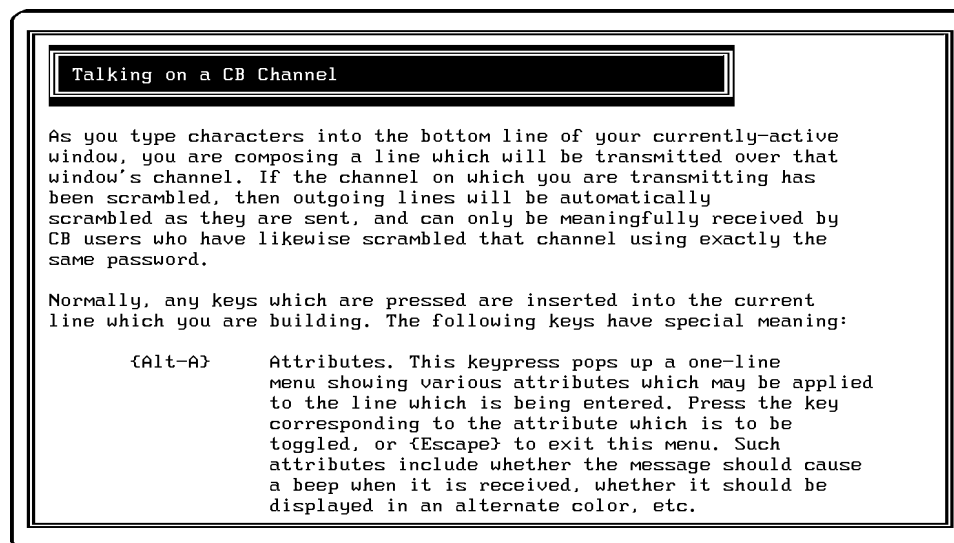 Talking on a CB Channel
As you type characters into the bottom line of your currently-active
window, you are composing a line which will be transmitted over that
window's channel. If the channel on which you are transmitting has
been scrambled, then outgoing lines will be automatically
scrambled as they are sent, and can only be meaningfully received by
CB users who have likewise scrambled that channel using exactly the
same password.
Normally, any keys which are pressed are inserted into the current
line which you are building. The following keys have special meaning:
{Alt-A} Attributes. This keypress pops up a one-line
menu showing various attributes which may be applied
to the line which is being entered. Press the key
corresponding to the attribute which is to be
toggled, or {Escape} to exit this menu. Such
attributes include whether the message should cause
a beep when it is received, whether it should be
displayed in an alternate color, etc.